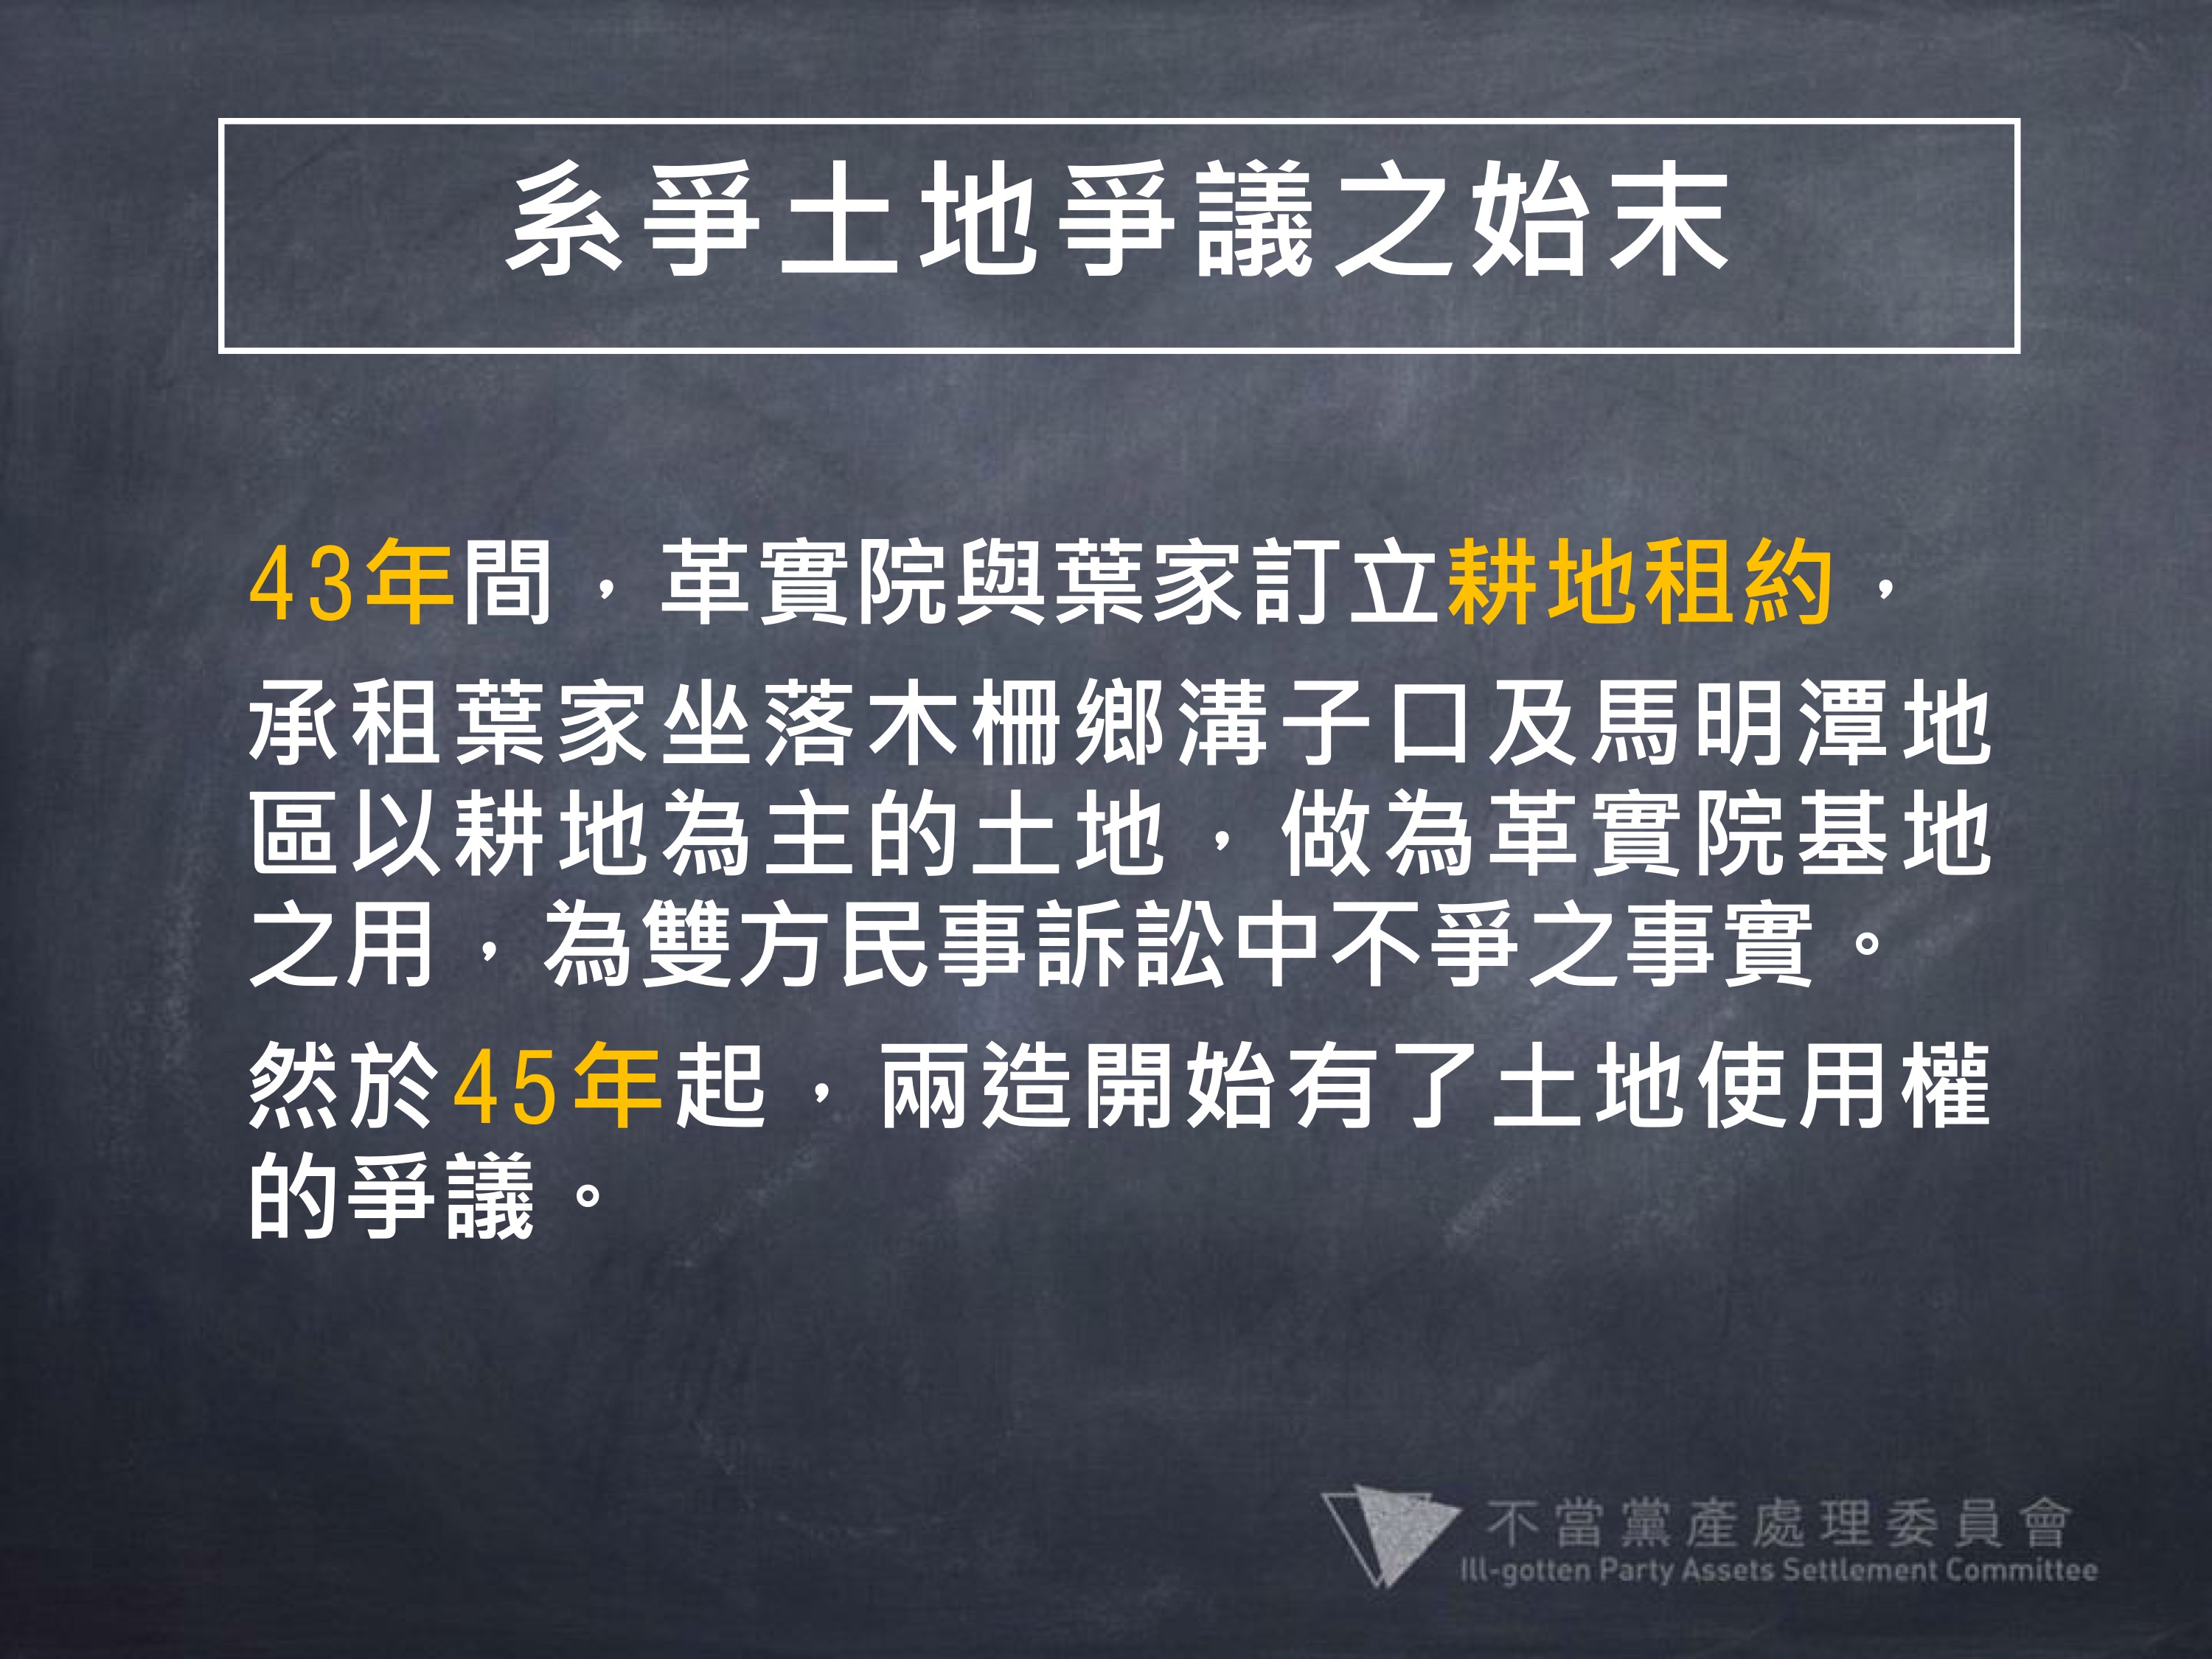 系爭土地爭議之始末
43年間，革實院與葉家訂立耕地租約，
承租葉家坐落木柵鄉溝子口及馬明潭地
區以耕地為主的土地，做為革實院基地
之用，為雙方民事訴訟中不爭之事實。
然於45年起，兩造開始有了土地使用權
的爭議。
不當黨產處理委員會
Ill-gotten Party Assets Settlement Committee